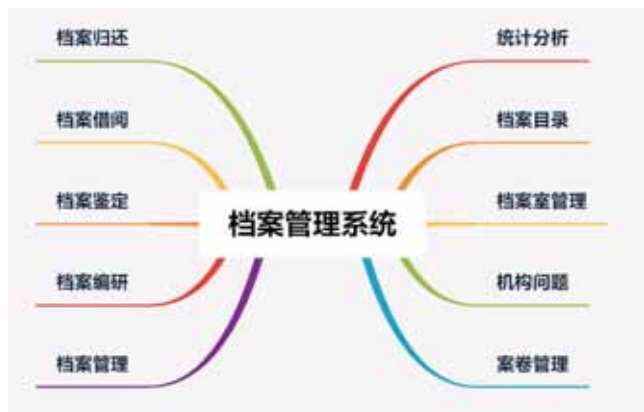 档案归还
统计分析
档案借阅
档案目录
档案鉴定
档案管理系统
档案室管理
档案编研
机构问题
档案管理
案卷管理